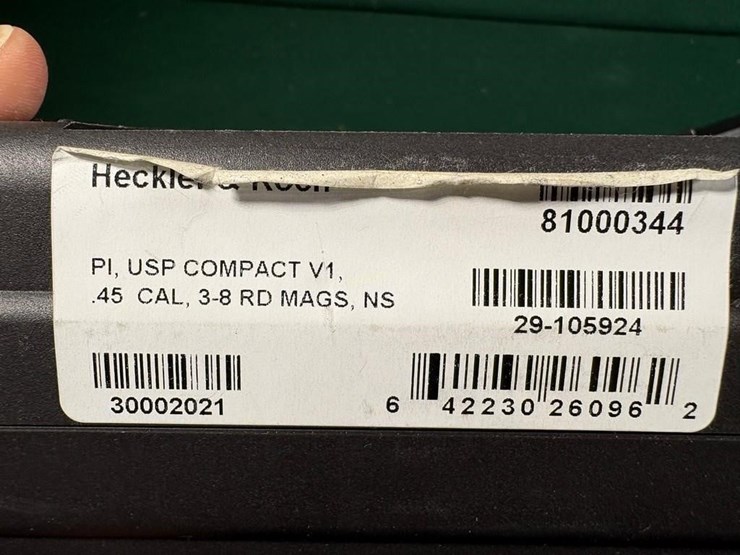 Heckler & Koch
81000344
PI, USP COMPACT V1,
.45 CAL, 3-8 RD MAGS, NS
29-105924
30002021
6 42230 26096 2